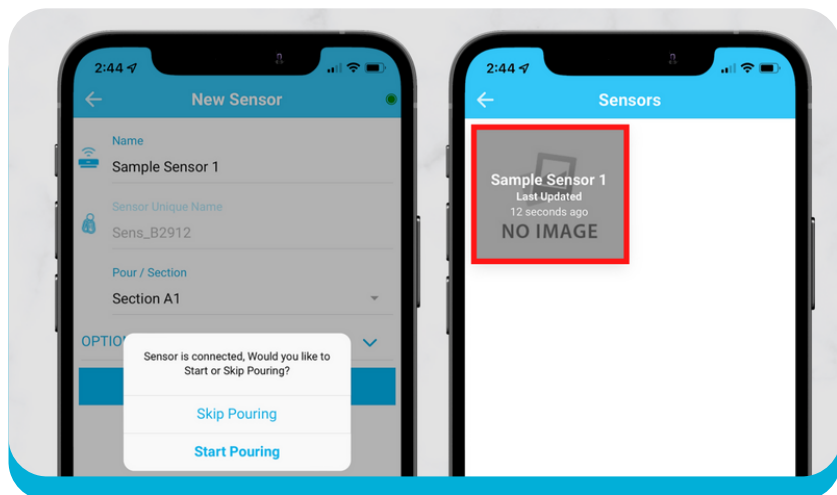 2:44
New Sensor
Name
Sample Sensor 1
Sensor Unique Name
Sens_B2912
Pour / Section
Section A1
Sensor is connected, Would you like to
Start or Skip Pouring?
Skip Pouring
Start Pouring
2:44
Sensors
Sample Sensor 1
Last Updated
12 seconds ago
NO IMAGE